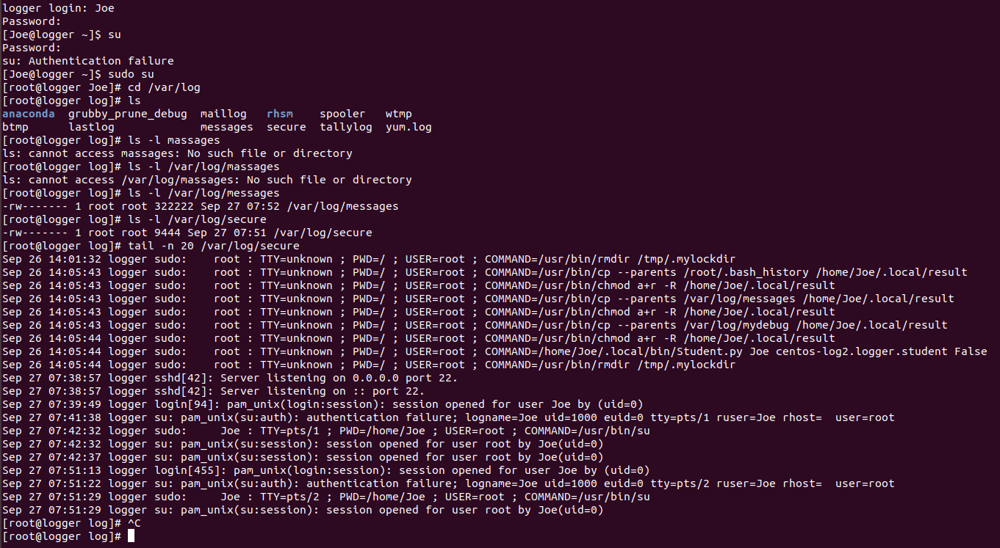 logger login: Joe
Password:
[Joe@logger ~]$ su
Password:
su: Authentication failure
[Joe@logger ~]$ sudo su
[root@logger Joe]# cd /var/log
[root@logger log]# ls
anaconda  grubby_prune_debug  maillog   rhsm    spooler   wtmp
btmp      lastlog             messages  secure  tallylog  yum.log
[root@logger log]# ls -l massages
ls: cannot access massages: No such file or directory
[root@logger log]# ls -l /var/log/massages
ls: cannot access /var/log/massages: No such file or directory
[root@logger log]# ls -l /var/log/messages
-rw------- 1 root root 322222 Sep 27 07:52 /var/log/messages
[root@logger log]# ls -l /var/log/secure
-rw------- 1 root root 9444 Sep 27 07:51 /var/log/secure
[root@logger log]# tail -n 20 /var/log/secure
Sep 26 14:01:32 logger sudo:    root : TTY=unknown ; PWD=/ ; USER=root ; COMMAND=/usr/bin/rmdir /tmp/.mylockdir
Sep 26 14:05:43 logger sudo:    root : TTY=unknown ; PWD=/ ; USER=root ; COMMAND=/usr/bin/cp --parents /root/.bash_history /home/Joe/.local/result
Sep 26 14:05:43 logger sudo:    root : TTY=unknown ; PWD=/ ; USER=root ; COMMAND=/usr/bin/chmod a+r -R /home/Joe/.local/result
Sep 26 14:05:43 logger sudo:    root : TTY=unknown ; PWD=/ ; USER=root ; COMMAND=/usr/bin/cp --parents /var/log/messages /home/Joe/.local/result
Sep 26 14:05:43 logger sudo:    root : TTY=unknown ; PWD=/ ; USER=root ; COMMAND=/usr/bin/chmod a+r -R /home/Joe/.local/result
Sep 26 14:05:43 logger sudo:    root : TTY=unknown ; PWD=/ ; USER=root ; COMMAND=/usr/bin/cp --parents /var/log/mydebug /home/Joe/.local/result
Sep 26 14:05:44 logger sudo:    root : TTY=unknown ; PWD=/ ; USER=root ; COMMAND=/usr/bin/chmod a+r -R /home/Joe/.local/result
Sep 26 14:05:44 logger sudo:    root : TTY=unknown ; PWD=/ ; USER=root ; COMMAND=/home/Joe/.local/bin/Student.py Joe centos-log2.logger.student False
Sep 26 14:05:44 logger sudo:    root : TTY=unknown ; PWD=/ ; USER=root ; COMMAND=/usr/bin/rmdir /tmp/.mylockdir
Sep 27 07:38:57 logger sshd[42]: Server listening on 0.0.0.0 port 22.
Sep 27 07:38:57 logger sshd[42]: Server listening on :: port 22.
Sep 27 07:39:49 logger login[94]: pam_unix(login:session): session opened for user Joe by (uid=0)
Sep 27 07:41:38 logger su: pam_unix(su:auth): authentication failure; logname=Joe uid=1000 euid=0 tty=pts/1 ruser=Joe rhost=  user=root
Sep 27 07:42:32 logger sudo:     Joe : TTY=pts/1 ; PWD=/home/Joe ; USER=root ; COMMAND=/usr/bin/su
Sep 27 07:42:32 logger su: pam_unix(su:session): session opened for user root by Joe(uid=0)
Sep 27 07:42:37 logger su: pam_unix(su:session): session opened for user root by Joe(uid=0)
Sep 27 07:51:13 logger login[455]: pam_unix(login:session): session opened for user Joe by (uid=0)
Sep 27 07:51:22 logger su: pam_unix(su:auth): authentication failure; logname=Joe uid=1000 euid=0 tty=pts/2 ruser=Joe rhost=  user=root
Sep 27 07:51:29 logger sudo:     Joe : TTY=pts/2 ; PWD=/home/Joe ; USER=root ; COMMAND=/usr/bin/su
Sep 27 07:51:29 logger su: pam_unix(su:session): session opened for user root by Joe(uid=0)
[root@logger log]# ^C
[root@logger log]#